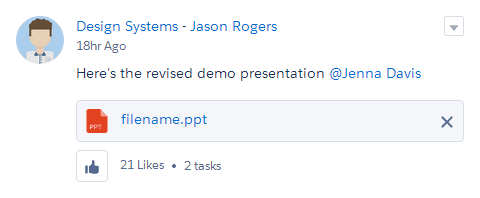 Design Systems - Jason Rogers
18hr Ago
Here's the revised demo presentation @Jenna Davis
PPT filename.ppt
21 Likes • 2 tasks